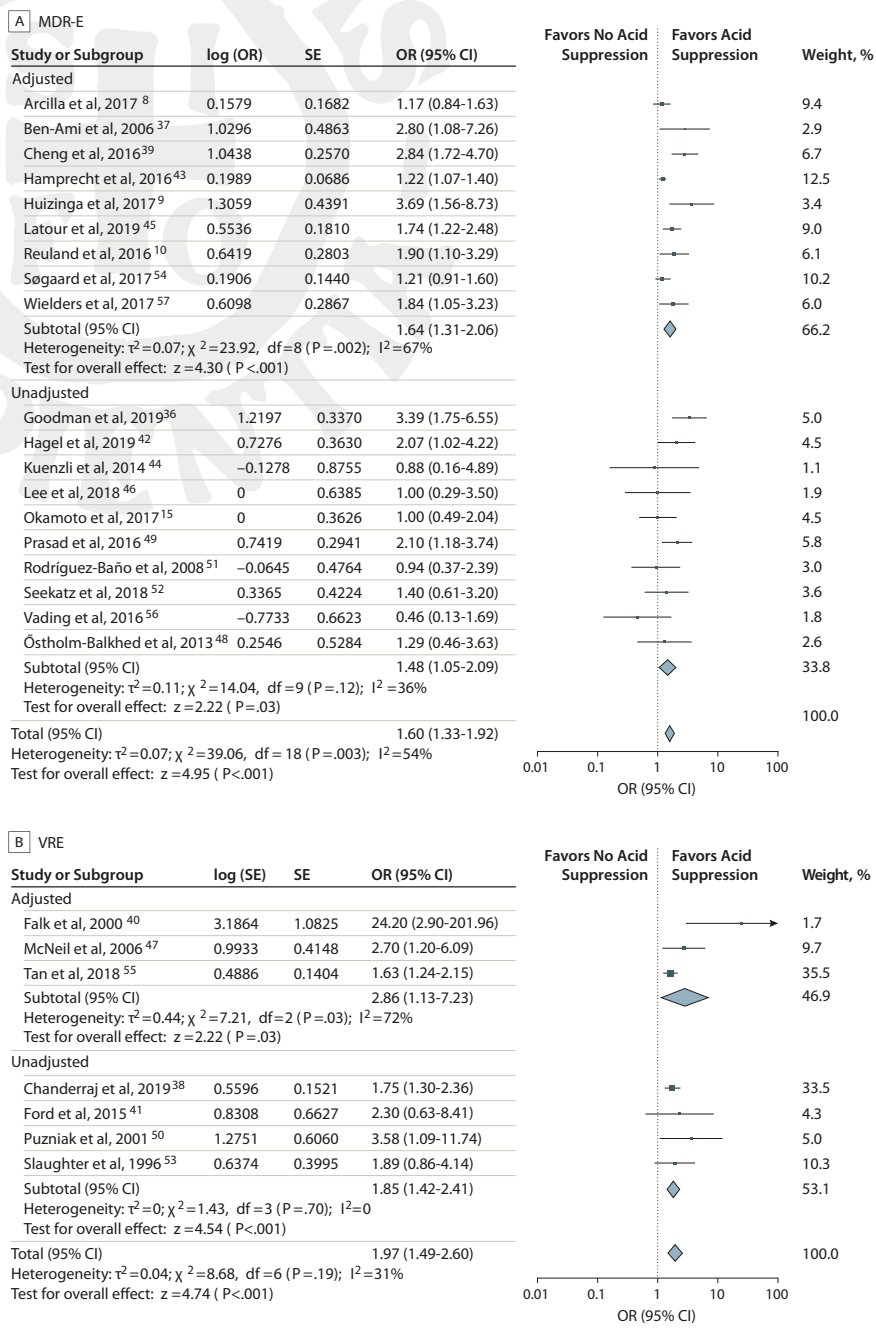 A MDR-E
Favors No Acid Suppression Favors Acid Suppression
Study or Subgroup log (OR) SE OR (95% CI) Weight, %
Adjusted
Arcilla et al, 2017 8 0.1579 0.1682 1.17 (0.84-1.63) 9.4
Ben-Ami et al, 2006 37 1.0296 0.4863 2.80 (1.08-7.26) 2.9
Cheng et al, 2016 39 1.0438 0.2570 2.84 (1.72-4.70) 6.7
Hamprecht et al, 2016 43 0.1989 0.0686 1.22 (1.07-1.40) 12.5
Huizinga et al, 2017 9 1.3059 0.4391 3.69 (1.56-8.73) 3.4
Latour et al, 2019 45 0.5536 0.1810 1.74 (1.22-2.48) 9.0
Reuland et al, 2016 10 0.6419 0.2803 1.90 (1.10-3.29) 6.1
Søgaard et al, 2017 54 0.1906 0.1440 1.21 (0.91-1.60) 10.2
Wielders et al, 2017 57 0.6098 0.2867 1.84 (1.05-3.23) 6.0
Subtotal (95% CI) 1.64 (1.31-2.06) 66.2
Heterogeneity: τ2=0.07; χ 2=23.92, df=8 (P=.002); I2=67%
Test for overall effect: z=4.30 ( P<.001)
Unadjusted
Goodman et al, 2019 36 1.2197 0.3370 3.39 (1.75-6.55) 5.0
Hagel et al, 2019 42 0.7276 0.3630 2.07 (1.02-4.22) 4.5
Kuenzli et al, 2014 44 −0.1278 0.8755 0.88 (0.16-4.89) 1.1
Lee et al, 2018 46 0 0.6385 1.00 (0.29-3.50) 1.9
Okamoto et al, 2017 15 0 0.3626 1.00 (0.49-2.04) 4.5
Prasad et al, 2016 49 0.7419 0.2941 2.10 (1.18-3.74) 5.8
Rodríguez-Baño et al, 2008 51 −0.0645 0.4764 0.94 (0.37-2.39) 3.0
Seekatz et al, 2018 52 0.3365 0.4224 1.40 (0.61-3.20) 3.6
Vading et al, 2016 56 −0.7733 0.6623 0.46 (0.13-1.69) 1.8
Őstholm-Balkhed et al, 2013 48 0.2546 0.5284 1.29 (0.46-3.63) 2.6
Subtotal (95% CI) 1.48 (1.05-2.09) 33.8
Heterogeneity: τ2=0.11; χ 2=14.04, df=9 (P=.12); I2 =36%
Test for overall effect: z=2.22 ( P=.03)
100.0
Total (95% CI) 1.60 (1.33-1.92)
Heterogeneity: τ2=0.07; χ 2=39.06, df = 18 (P=.003); I2=54%
Test for overall effect: z=4.95 ( P<.001)
0.01 0.1 1 10 100
OR (95% CI)
B VRE
Favors No Acid Suppression Favors Acid Suppression
Study or Subgroup log (SE) SE OR (95% CI) Weight, %
Adjusted
Falk et al, 2000 40 3.1864 1.0825 24.20 (2.90-201.96) 1.7
McNeil et al, 2006 47 0.9933 0.4148 2.70 (1.20-6.09) 9.7
Tan et al, 2018 55 0.4886 0.1404 1.63 (1.24-2.15) 35.5
Subtotal (95% CI) 2.86 (1.13-7.23) 46.9
Heterogeneity: τ2=0.44; χ 2=7.21, df=2 (P=.03); I2=72%
Test for overall effect: z=2.22 ( P=.03)
Unadjusted
Chanderraj et al, 2019 38 0.5596 0.1521 1.75 (1.30-2.36) 33.5
Ford et al, 2015 41 0.8308 0.6627 2.30 (0.63-8.41) 4.3
Puzniak et al, 2001 50 1.2751 0.6060 3.58 (1.09-11.74) 5.0
Slaughter et al, 1996 53 0.6374 0.3995 1.89 (0.86-4.14) 10.3
Subtotal (95% CI) 1.85 (1.42-2.41) 53.1
Heterogeneity: τ2=0; χ 2=1.43, df=3 (P=.70); I2=0
Test for overall effect: z=4.54 ( P<.001)
Total (95% CI) 1.97 (1.49-2.60) 100.0
Heterogeneity: τ2=0.04; χ 2=8.68, df=6 (P=.19); I2=31%
Test for overall effect: z=4.74 ( P<.001)
0.01 0.1 1 10 100
OR (95% CI)